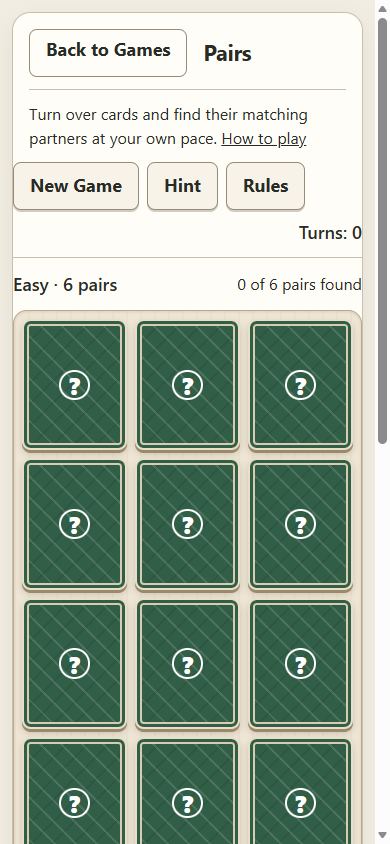 Back to Games
Pairs
Turn over cards and find their matching
partners at your own pace. How to play
New Game
Hint
Rules
Turns: 0
Easy · 6 pairs
0 of 6 pairs found
? ? ?
? ? ?
? ? ?
? ? ?